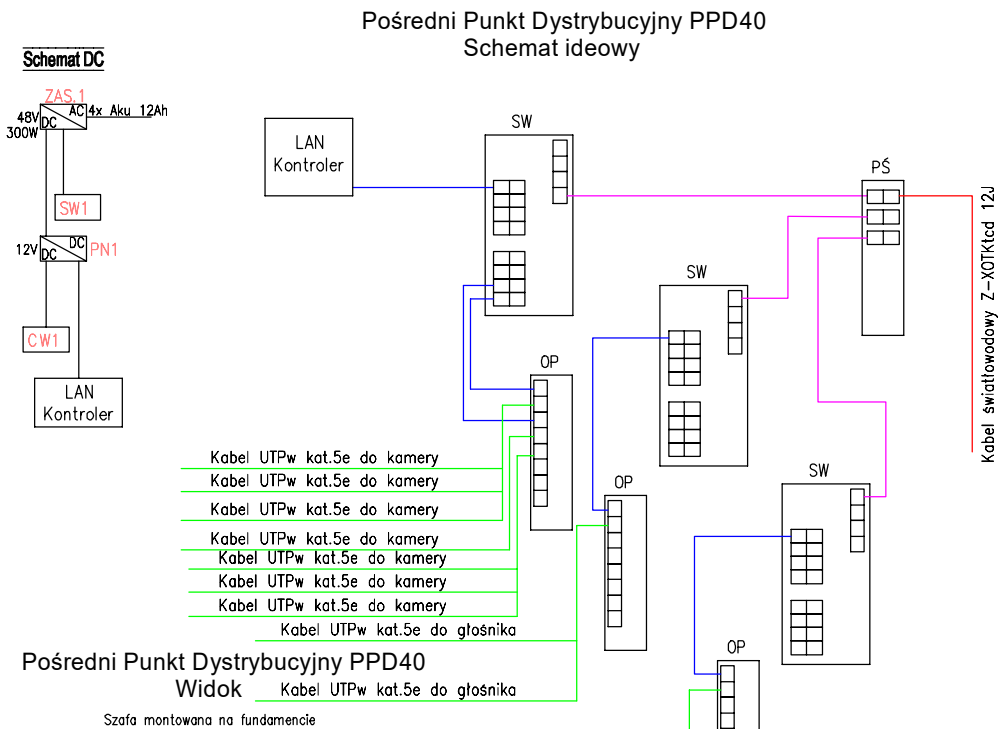 Pośredni Punkt Dystrybucyjny PPD40
Schemat ideowy
Schemat DC
ZAS.1
48V
300W
DC
AC
4x Aku 12Ah
SW1
12V
DC
DC
PN1
CW1
LAN
Kontroler
LAN
Kontroler
SW
PŚ
SW
OP
SW
OP
OP
Kabel światłowodowy Z-XOTKtcd 12J
Kabel UTPw kat.5e do kamery
Kabel UTPw kat.5e do kamery
Kabel UTPw kat.5e do kamery
Kabel UTPw kat.5e do kamery
Kabel UTPw kat.5e do kamery
Kabel UTPw kat.5e do kamery
Kabel UTPw kat.5e do kamery
Kabel UTPw kat.5e do głośnika
Pośredni Punkt Dystrybucyjny PPD40
Widok
Kabel UTPw kat.5e do głośnika
Szafa montowana na fundamencie